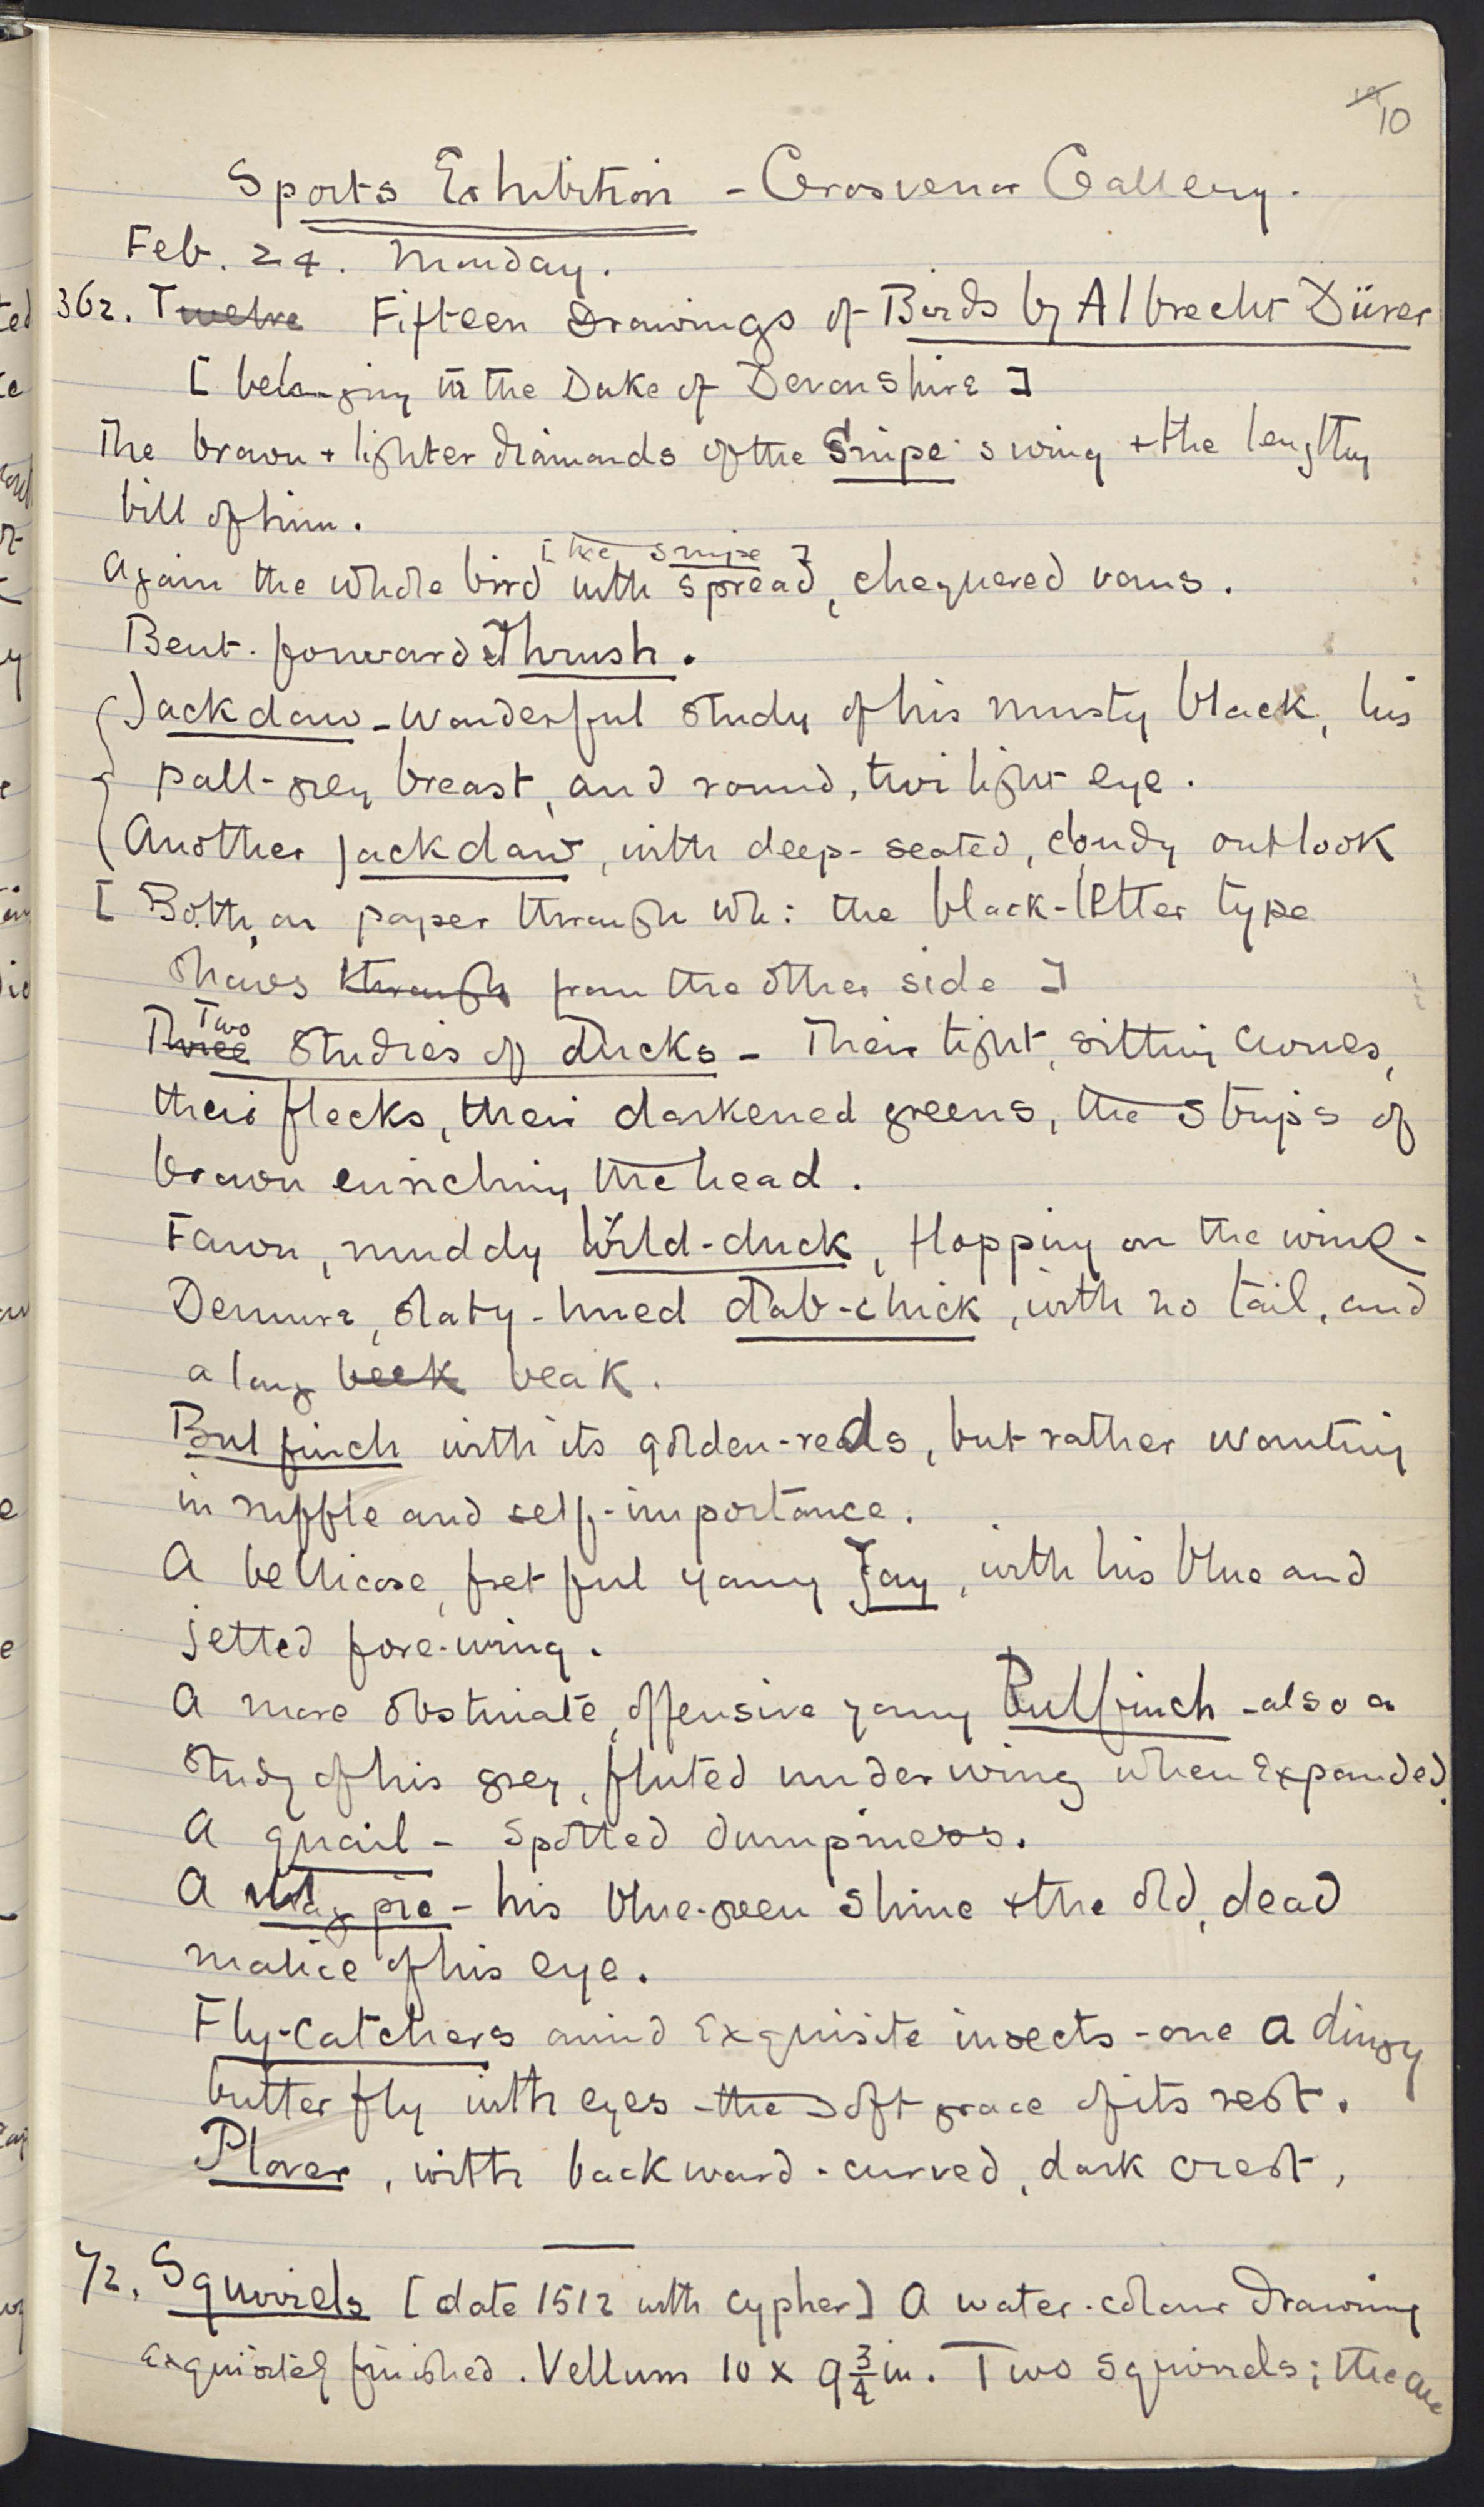 10
Sports Exhibition - Grosvenor Gallery.
Feb. 24. Monday.
362. Twelve Fifteen Drawings of Birds by Albrecht Dürer
[ belonging to the Duke of Devonshire ]
The brown + lighter diamonds of the Snipe's wing + the lengthy
bill of him.
[the snipe]
Again the whole bird with spread, chequered vans.
Bent-forward Thrush.
Jackdaw - wonderful study of his musty black, his
pall-grey breast, and round, twilight eye.
Another jackdaw, with deep-seated, cloudy outlook
[ Both, on paper through wh: the black-letter type
shows through from the other side ]
Two
Three Studies of Ducks - Their tight, sitting
their flecks, their darkened greens, the strips of
brown enriching the head.
Fawn, muddy Wild-duck, flopping on the wing.
Demure, slaty-hued dab-chick, with no tail, and
a long beek beak.
Bulfinch with its golden-reds, but rather wanting
in ruffle and self-importance.
A bellicose, fretful young Jay, with his blue and
jetted fore-wing.
A more obstinate, offensive young Bullfinch - also a
study of his grey, fluted underwing when expanded.
A quail - spotted dumpiness.
A Magpie - his blue-green shine + the old, dead
malice of his eye.
Fly-catchers amid exquisite insects - one a dingy
butterfly with eyes - the soft grace of its rest.
Plover, with backward-curved, dark crest,
72. Squirrels [date 1512 with cypher] A water-colour drawing
exquisitely finished. Vellum 10 x 9 3/4 in. Two squirrels; the one